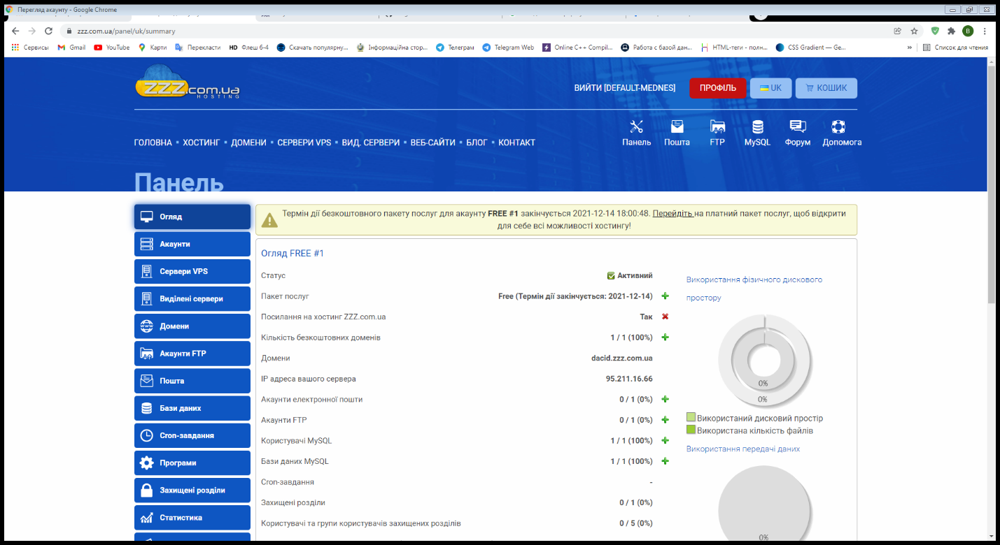 Перегляд акаунту - Google Chrome
zzz.com.ua/panel/uk/summary
B
Сервисы
Gmail
YouTube
Карти
Перекласти
HD Флеш 6-4
Скачать популярну...
Інформаційна стор...
Телеграм
Telegram Web
Online C++ Compil...
Работа с базой дан...
HTML-теги - полн...
CSS Gradient — Ge...
»
Список для чтения
ZZZ.com.ua
HOSTING
ВИЙТИ [DEFAULT-MEDNES]
ПРОФІЛЬ
UK
КОШИК
ГОЛОВНА ▪ ХОСТИНГ ▪ ДОМЕНИ ▪ СЕРВЕРИ VPS ▪ ВИД. СЕРВЕРИ ▪ ВЕБ-САЙТИ ▪ БЛОГ ▪ КОНТАКТ
Панель
Пошта
FTP
MySQL
Форум
Допомога
Панель
Огляд
Акаунти
Сервери VPS
Виділені сервери
WWW
Домени
Акаунти FTP
Пошта
Бази даних
Cron-завдання
Програми
Захищені розділи
Статистика
Термін дії безкоштовного пакету послуг для акаунту FREE #1 закінчується 2021-12-14 18:00:48. Перейдіть на платний пакет послуг, щоб відкрити
для себе всі можливості хостингу!
Огляд FREE #1
Статус Активний
Пакет послуг Free (Термін дії закінчується: 2021-12-14)
Посилання на хостинг ZZZ.com.ua Так
Кількість безкоштовних доменів 1 / 1 (100%)
Домени dacid.zzz.com.ua
IP адреса вашого сервера 95.211.16.66
Акаунти електронної пошти 0 / 1 (0%)
Акаунти FTP 0 / 1 (0%)
Користувачі MySQL 1 / 1 (100%)
Бази даних MySQL 1 / 1 (100%)
Cron-завдання -
Захищені розділи 0 / 1 (0%)
Користувачі та групи користувачів захищених розділів 0 / 5 (0%)
Використання фізичного дискового
простору
0%
0%
Використаний дисковий простір
Використана кількість файлів
Використання передачі даних
0%